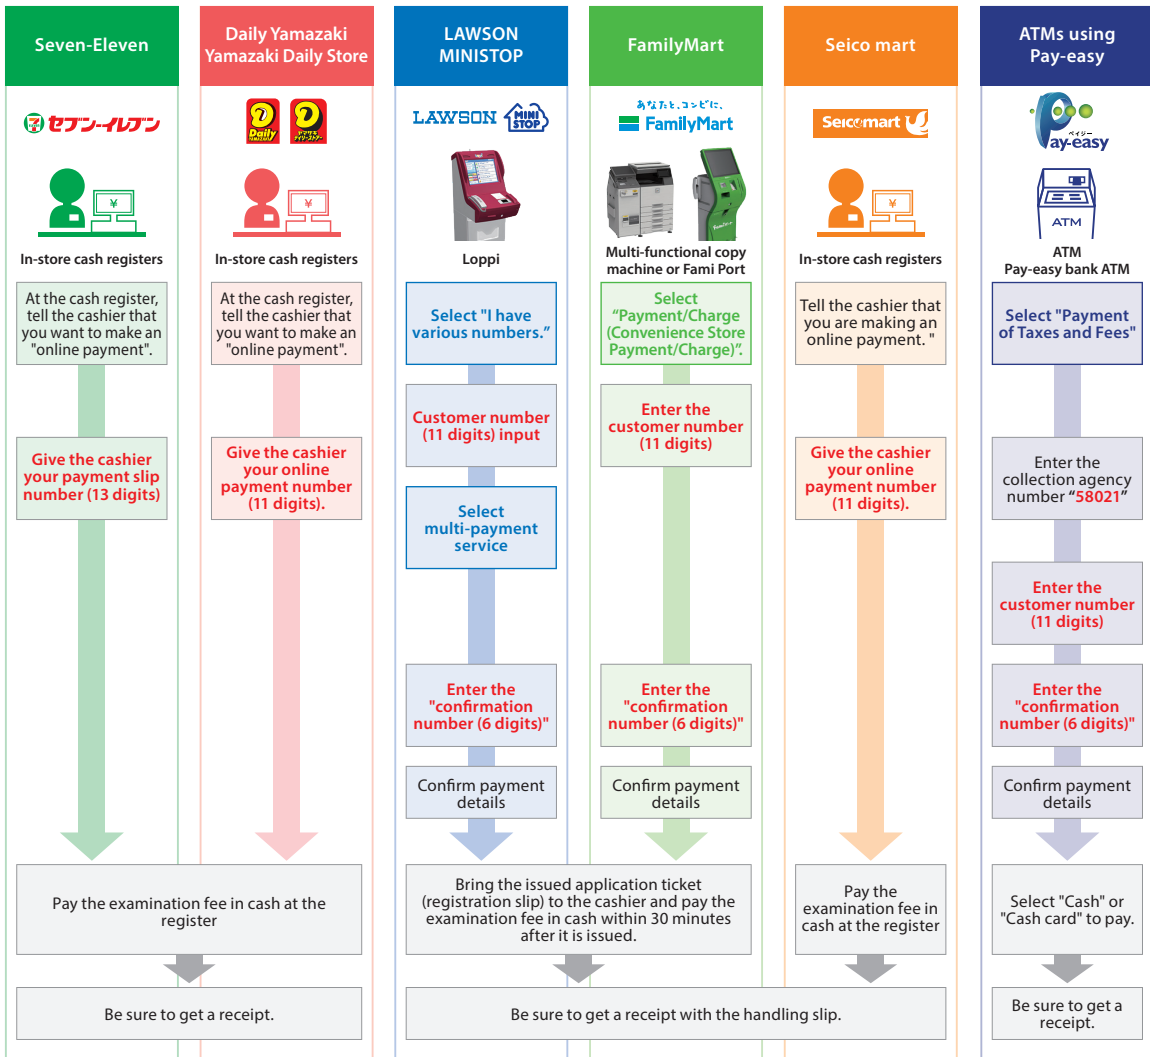 Seven-Eleven
Daily Yamazaki
Yamazaki Daily Store
LAWSON
MINISTOP
FamilyMart
Seico mart
ATMs using
Pay-easy
セブン-イレブン
Daily
YAMAZAKI
ヤマザキ
デイリーストアー
LAWSON
MINI
STOP
あなたと、コンビに、
FamilyMart
Seicomart
ペイジー
Pay-easy
¥
¥
¥
ATM
In-store cash registers
In-store cash registers
Loppi
Multi-functional copy
machine or Fami Port
In-store cash registers
ATM
Pay-easy bank ATM
At the cash register,
tell the cashier that
you want to make an
"online payment".
Give the cashier
your payment slip
number (13 digits)
At the cash register,
tell the cashier that
you want to make an
"online payment".
Give the cashier
your online
payment number
(11 digits).
Pay the examination fee in cash at the
register
Be sure to get a receipt.
Select "I have
various numbers.”
Customer number
(11 digits) input
Select
multi-payment
service
Enter the
"confirmation
number (6 digits)"
Confirm payment
details
Select
“Payment/Charge
(Convenience Store
Payment/Charge)”.
Enter the
customer number
(11 digits)
Enter the
"confirmation
number (6 digits)"
Confirm payment
details
Bring the issued application ticket
(registration slip) to the cashier and pay the
examination fee in cash within 30 minutes
after it is issued.
Tell the cashier that
you are making an
online payment. "
Give the cashier
your online
payment number
(11 digits).
Pay the
examination fee in
cash at the register
Be sure to get a receipt with the handling slip.
Select "Payment
of Taxes and Fees"
Enter the
collection agency
number “58021”
Enter the
customer number
(11 digits)
Enter the
"confirmation
number (6 digits)"
Confirm payment
details
Select "Cash" or
"Cash card" to pay.
Be sure to get a
receipt.